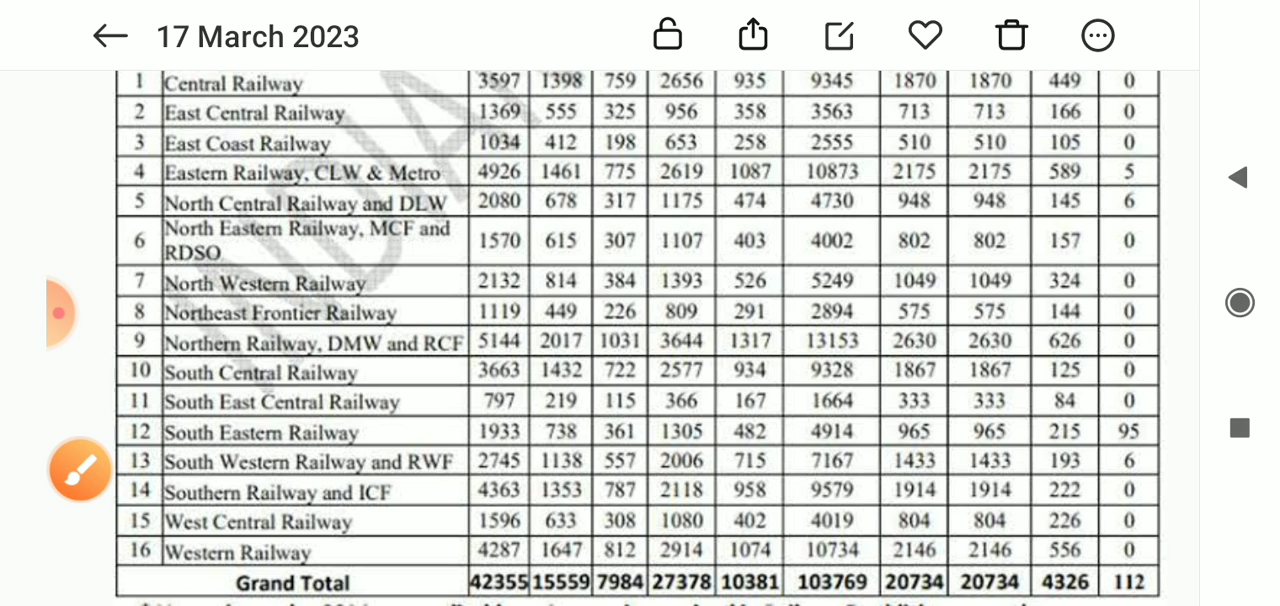 17 March 2023
1 Central Railway 3597 1398 759 2656 935 9345 1870 1870 449 0
2 East Central Railway 1369 555 325 956 358 3563 713 713 166 0
3 East Coast Railway 1034 412 198 653 258 2555 510 510 105 0
4 Eastern Railway, CLW & Metro 4926 1461 775 2619 1087 10873 2175 2175 589 5
5 North Central Railway and DLW 2080 678 317 1175 474 4730 948 948 145 6
6 North Eastern Railway, MCF and
RDSO 1570 615 307 1107 403 4002 802 802 157 0
7 North Western Railway 2132 814 384 1393 526 5249 1049 1049 324 0
8 Northeast Frontier Railway 1119 449 226 809 291 2894 575 575 144 0
9 Northern Railway, DMW and RCF 5144 2017 1031 3644 1317 13153 2630 2630 626 0
10 South Central Railway 3663 1432 722 2577 934 9328 1867 1867 125 0
11 South East Central Railway 797 219 115 366 167 1664 333 333 84 0
12 South Eastern Railway 1933 738 361 1305 482 4914 965 965 215 95
13 South Western Railway and RWF 2745 1138 557 2006 715 7167 1433 1433 193 6
14 Southern Railway and ICF 4363 1353 787 2118 958 9579 1914 1914 222 0
15 West Central Railway 1596 633 308 1080 402 4019 804 804 226 0
16 Western Railway 4287 1647 812 2914 1074 10734 2146 2146 556 0
Grand Total 42355 15559 7984 27378 10381 103769 20734 20734 4326 112